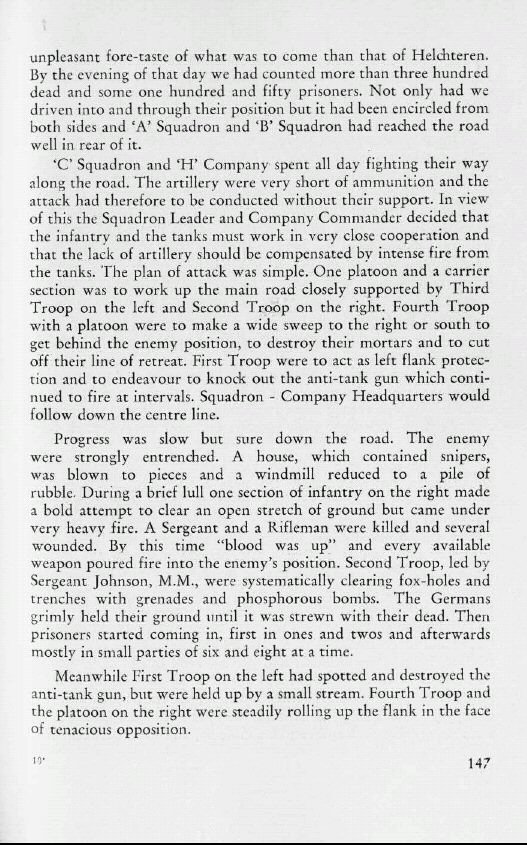 unpleasant fore-taste of what was to come than that of Helchteren.
By the evening of that day we had counted more than three hundred
dead and some one hundred and fifty prisoners. Not only had we
driven into and through their position but it had been encircled from
both sides and ‘A’ Squadron and ‘B’ Squadron had reached the road
well in rear of it.
‘C’ Squadron and ‘H’ Company spent all day fighting their way
along the road. The artillery were very short of ammunition and the
attack had therefore to be conducted without their support. In view
of this the Squadron Leader and Company Commander decided that
the infantry and the tanks must work in very close cooperation and
that the lack of artillery should be compensated by intense fire from
the tanks. The plan of attack was simple. One platoon and a carrier
section was to work up the main road closely supported by Third
Troop on the left and Second Troop on the right. Fourth Troop
with a platoon were to make a wide sweep to the right or south to
get behind the enemy position, to destroy their mortars and to cut
off their line of retreat. First Troop were to act as left flank protec-
tion and to endeavour to knock out the anti-tank gun which conti-
nued to fire at intervals. Squadron - Company Headquarters would
follow down the centre line.
Progress was slow but sure down the road. The enemy
were strongly entrenched. A house, which contained snipers,
was blown to pieces and a windmill reduced to a pile of
rubble. During a brief lull one section of infantry on the right made
a bold attempt to clear an open stretch of ground but came under
very heavy fire. A Sergeant and a Rifleman were killed and several
wounded. By this time “blood was up” and every available
weapon poured fire into the enemy’s position. Second Troop, led by
Sergeant Johnson, M.M., were systematically clearing fox-holes and
trenches with grenades and phosphorous bombs. The Germans
grimly held their ground until it was strewn with their dead. Then
prisoners started coming in, first in ones and twos and afterwards
mostly in small parties of six and eight at a time.
Meanwhile First Troop on the left had spotted and destroyed the
anti-tank gun, but were held up by a small stream. Fourth Troop and
the platoon on the right were steadily rolling up the flank in the face
of tenacious opposition.
147